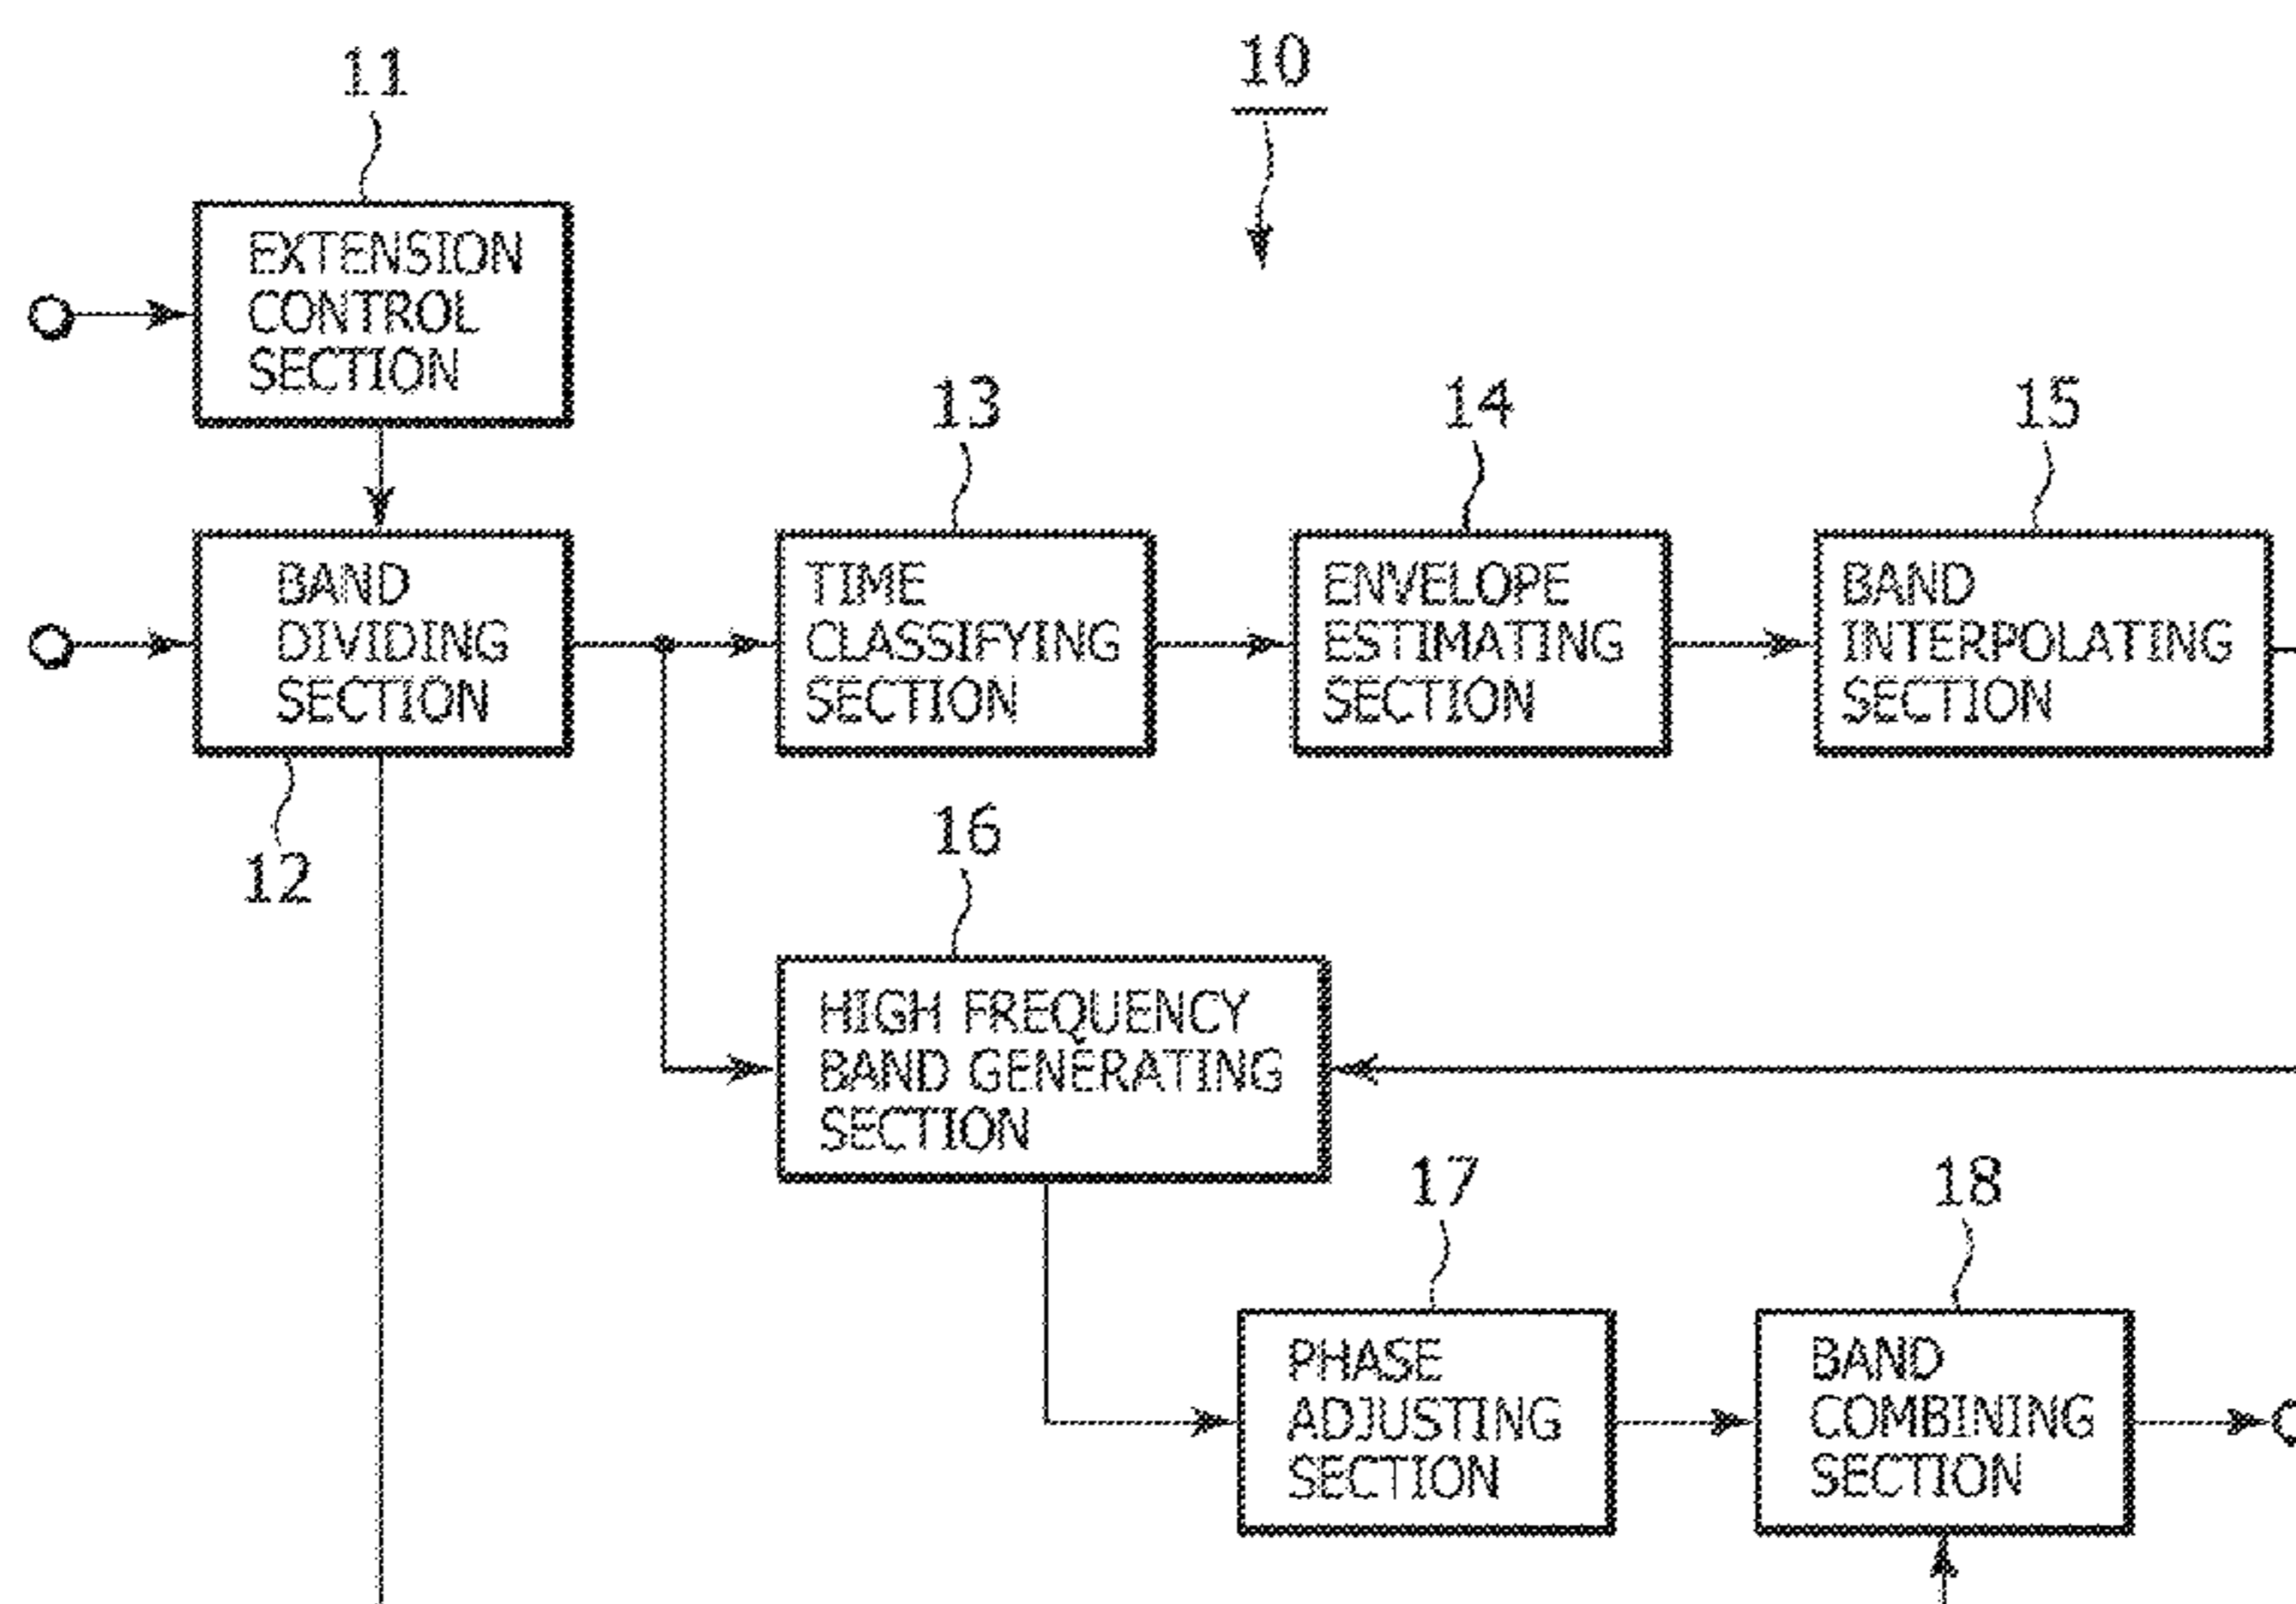 10
11
EXTENSION
CONTROL
SECTION
13
14
15
BAND
DIVIDING
SECTION
TIME
CLASSIFYING
SECTION
ENVELOPE
ESTIMATING
SECTION
BAND
INTERPOLATING
SECTION
12
16
HIGH FREQUENCY
BAND GENERATING
SECTION
17
18
PHASE
ADJUSTING
SECTION
BAND
COMBINING
SECTION